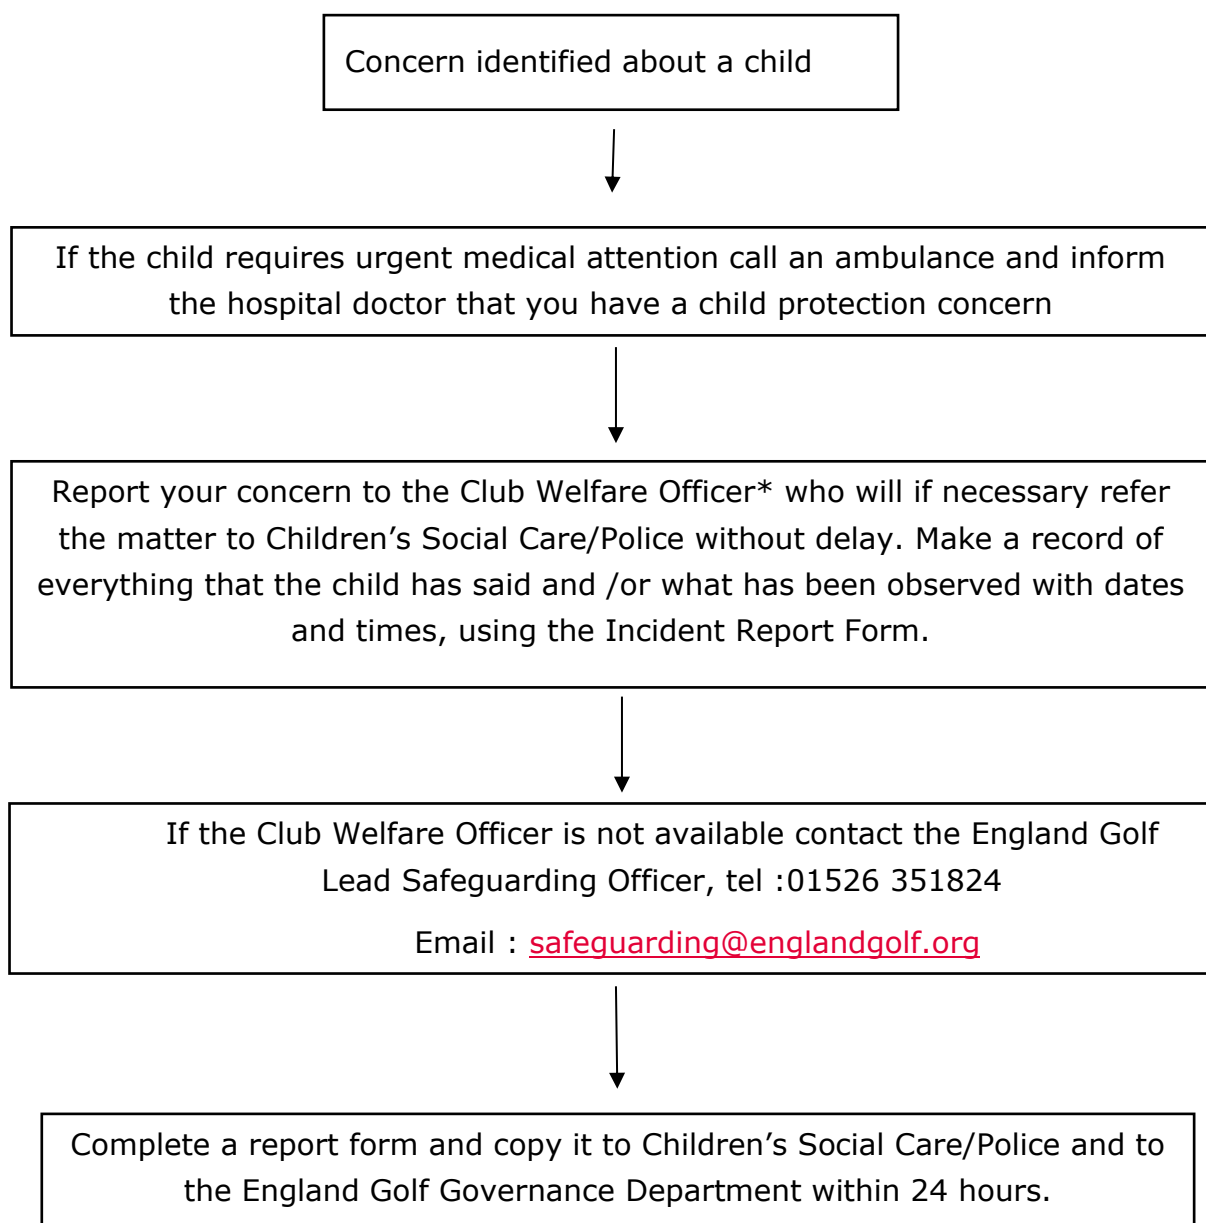 Concern identified about a child
If the child requires urgent medical attention call an ambulance and inform
the hospital doctor that you have a child protection concern
Report your concern to the Club Welfare Officer* who will if necessary refer
the matter to Children’s Social Care/Police without delay. Make a record of
everything that the child has said and /or what has been observed with dates
and times, using the Incident Report Form.
If the Club Welfare Officer is not available contact the England Golf
Lead Safeguarding Officer, tel :01526 351824
Email : safeguarding@englandgolf.org
Complete a report form and copy it to Children’s Social Care/Police and to
the England Golf Governance Department within 24 hours.